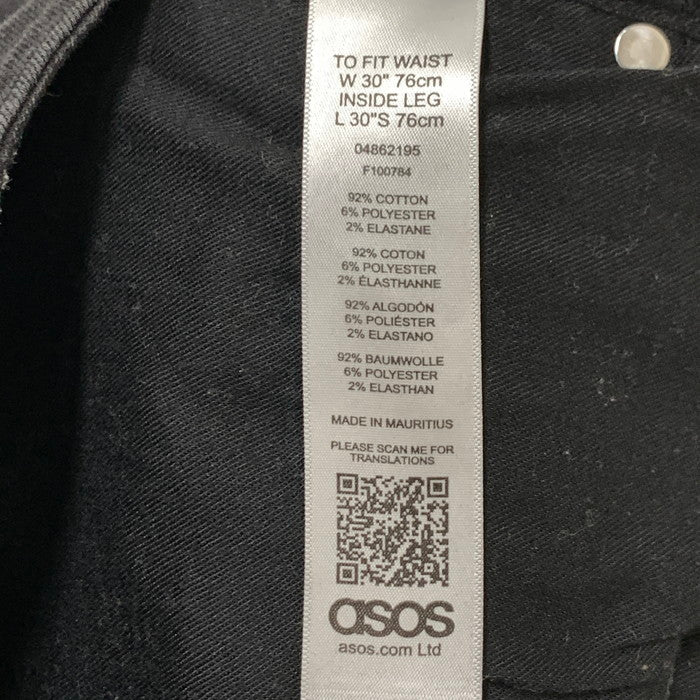 TO FIT WAIST
W 30" 76cm
INSIDE LEG
L 30"S 76cm
04862195
F100784
92% COTTON
6% POLYESTER
2% ELASTANE
92% COTON
6% POLYESTER
2% ÉLASTHANNE
92% ALGODÓN
6% POLIÉSTER
2% ELASTANO
92% BAUMWOLLE
6% POLYESTER
2% ELASTHAN
MADE IN MAURITIUS
PLEASE SCAN ME FOR
TRANSLATIONS
asos
asos.com Ltd